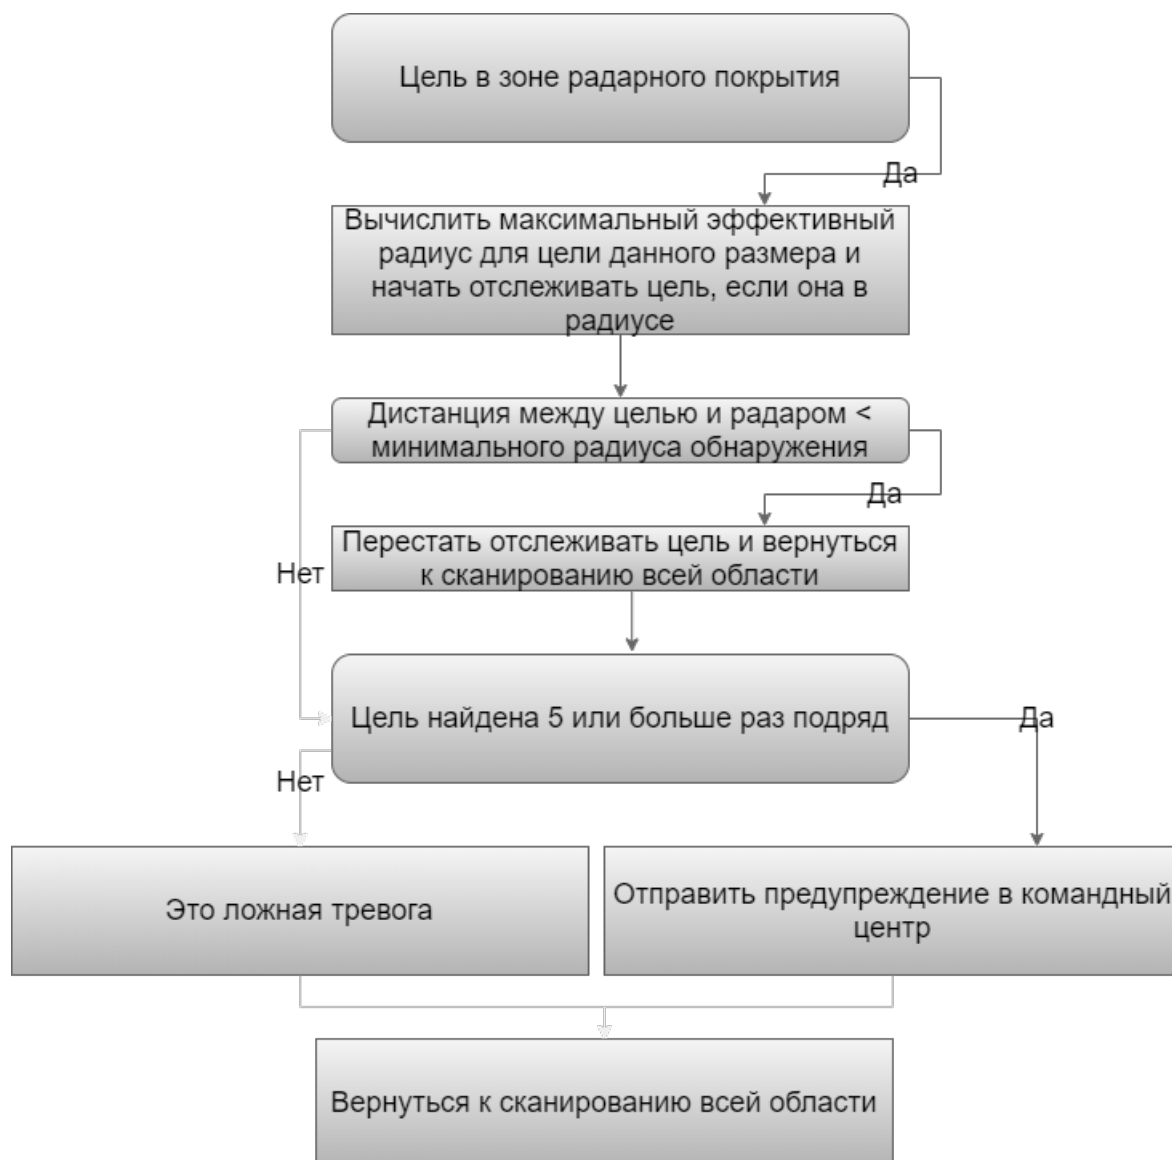 Цель в зоне радарного покрытия
Да
Вычислить максимальный эффективный
радиус для цели данного размера и
начать отслеживать цель, если она в
радиусе
Дистанция между целью и радаром <
минимального радиуса обнаружения
Да
Перестать отслеживать цель и вернуться
к сканированию всей области
Нет
Цель найдена 5 или больше раз подряд
Да
Нет
Это ложная тревога
Отправить предупреждение в командный
центр
Вернуться к сканированию всей области